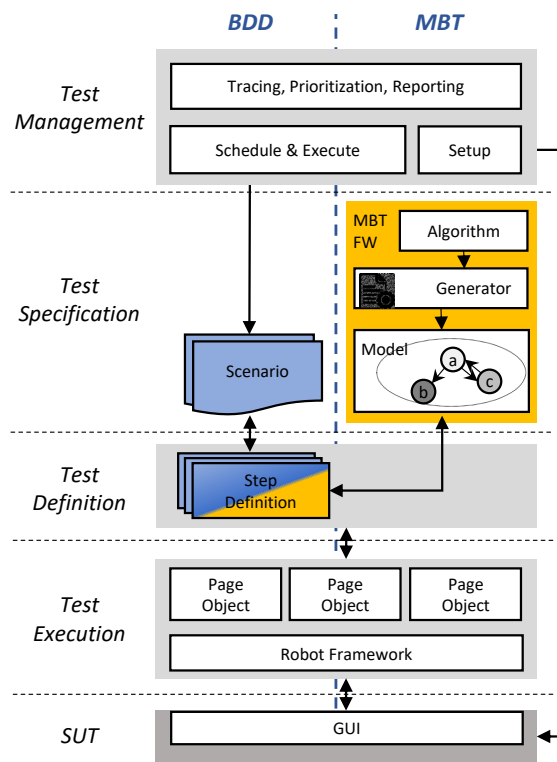 BDD MBT
Test
Management
Tracing, Prioritization, Reporting
Schedule & Execute
Setup
Test
Specification
MBT
FW
Algorithm
Generator
Model
a
b
c
Scenario
Test
Definition
Step
Definition
Test
Execution
Page
Object
Page
Object
Page
Object
Robot Framework
SUT
GUI